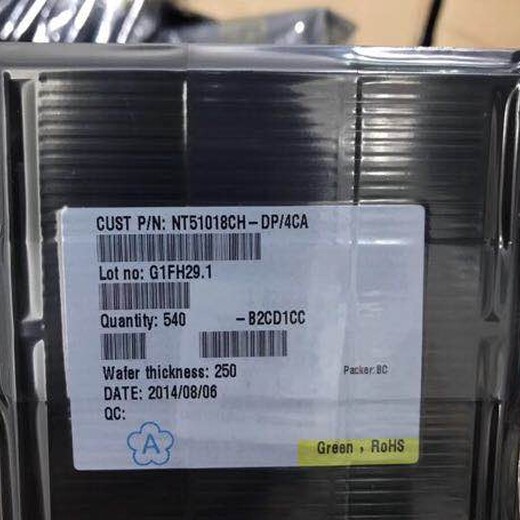 CUST P/N: NT51018CH-DP/4CA
Lot no: G1FH29.1
Quantity: 540 -B2CD1CC
Wafer thickness: 250 Packer:BC
DATE: 2014/08/06
QC:
A
Green , RoHS